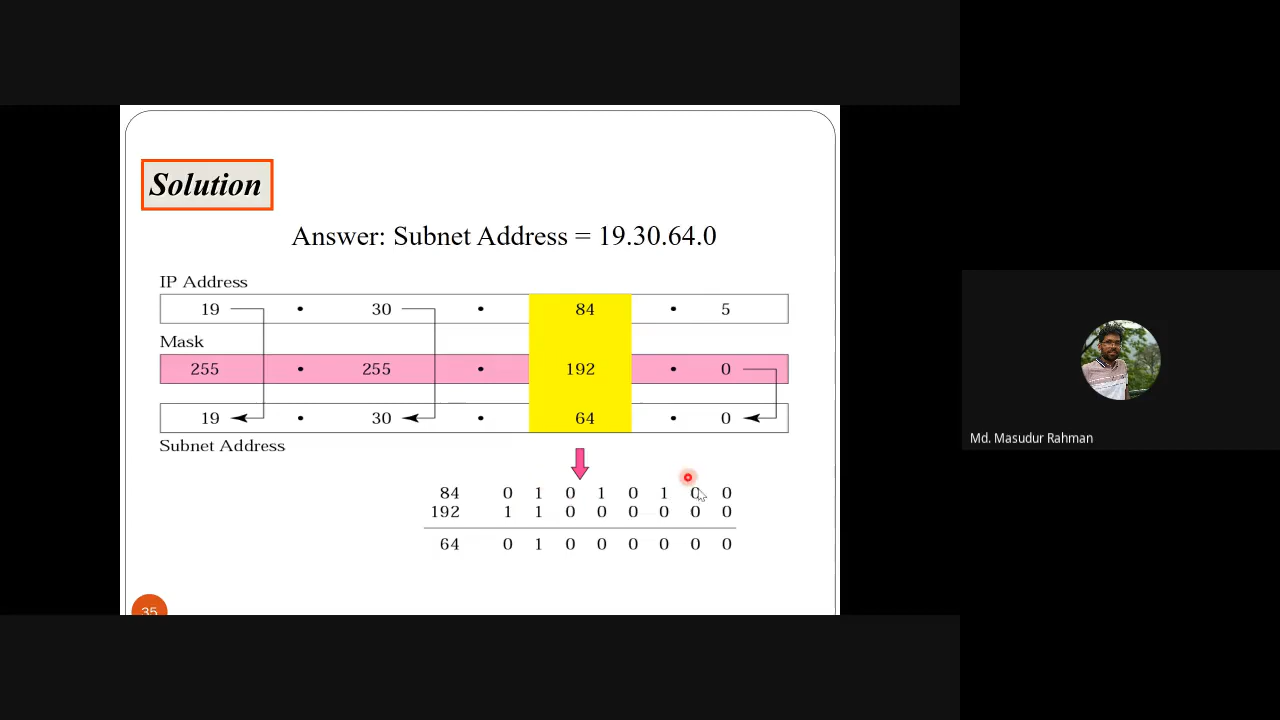 Solution
Answer: Subnet Address = 19.30.64.0
IP Address
19 • 30 • 84 • 5
Mask
255 • 255 • 192 • 0
19 • 30 • 64 • 0
Subnet Address
84 0 1 0 1 0 1 0 0
192 1 1 0 0 0 0 0 0
64 0 1 0 0 0 0 0 0
35
Md. Masudur Rahman